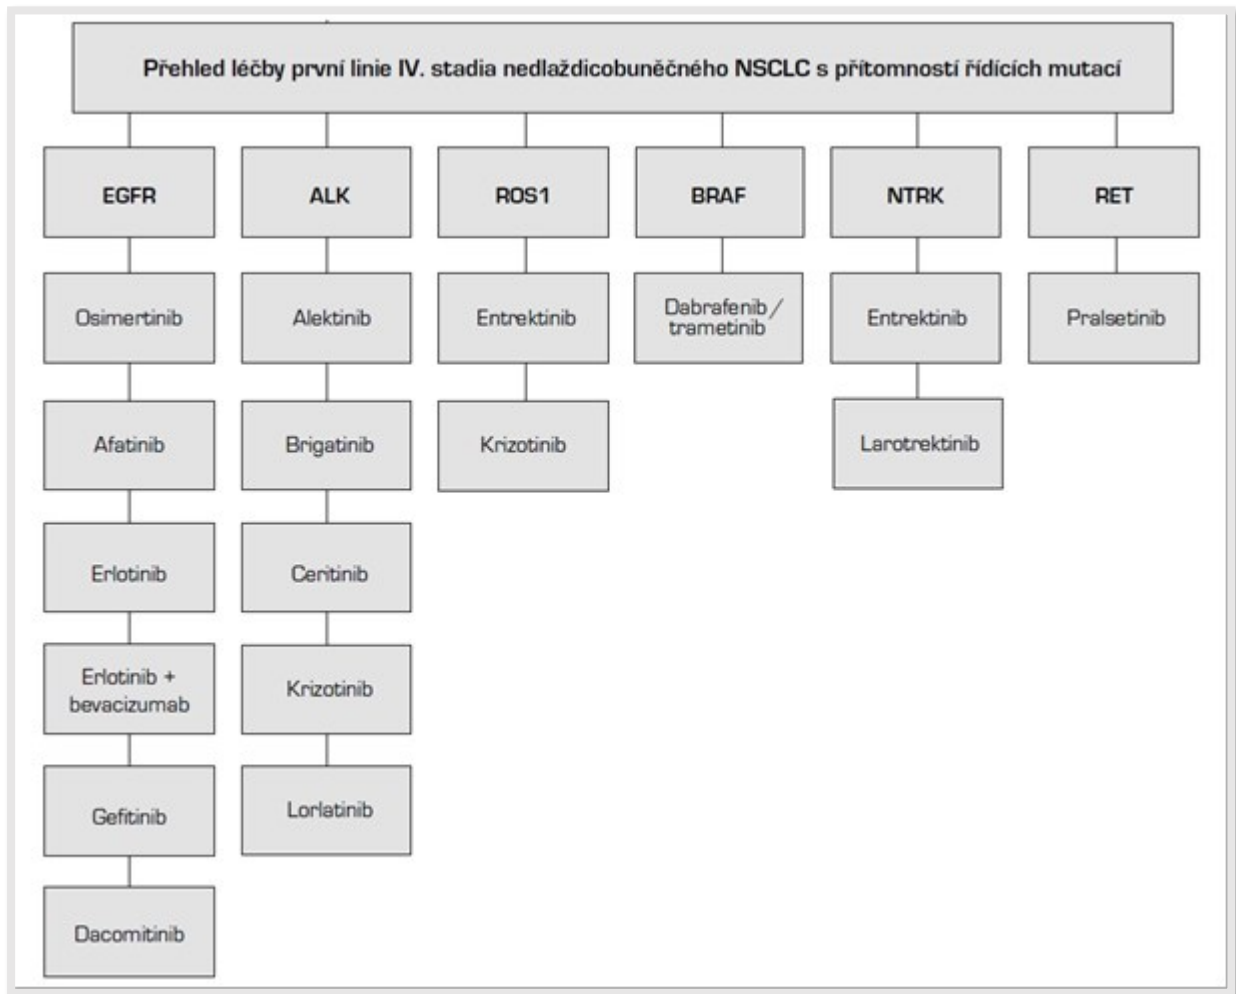 Přehled léčby první linie IV. stadia nedlaždicobuněčného NSCLC s přítomností řídících mutací
EGFR
ALK
ROS1
BRAF
NTRK
RET
Osimertinib
Alektinib
Entrektinib
Dabrafenib/
trametinib
Entrektinib
Pralsetinib
Afatinib
Brigatinib
Krizotinib
Larotrektinib
Erlotinib
Ceritinib
Erlotinib +
bevacizumab
Krizotinib
Gefitinib
Lorlatinib
Dacomitinib